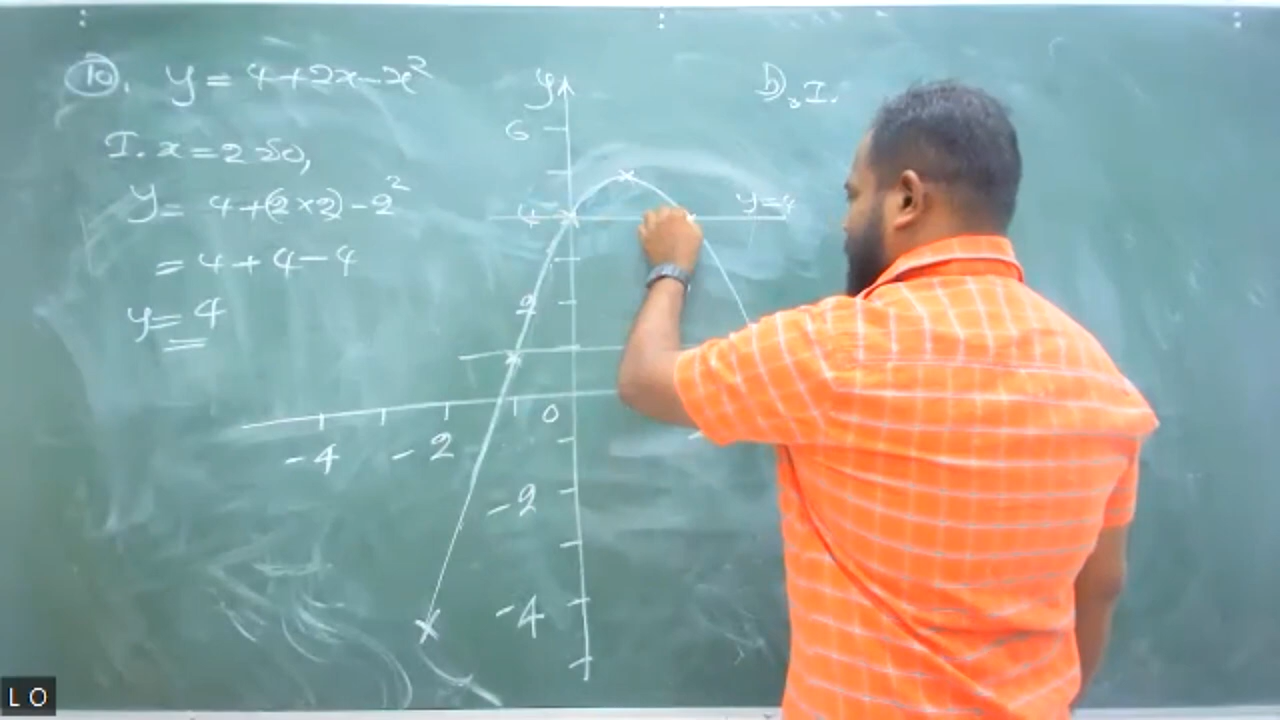 10. y = 4+2x-x²
I. x = 2
y = 4+(2×2)-2²
= 4+4-4
y = 4
y
6
4
2
0
-2
-4
-4
-2
y=4
b), I.
LO